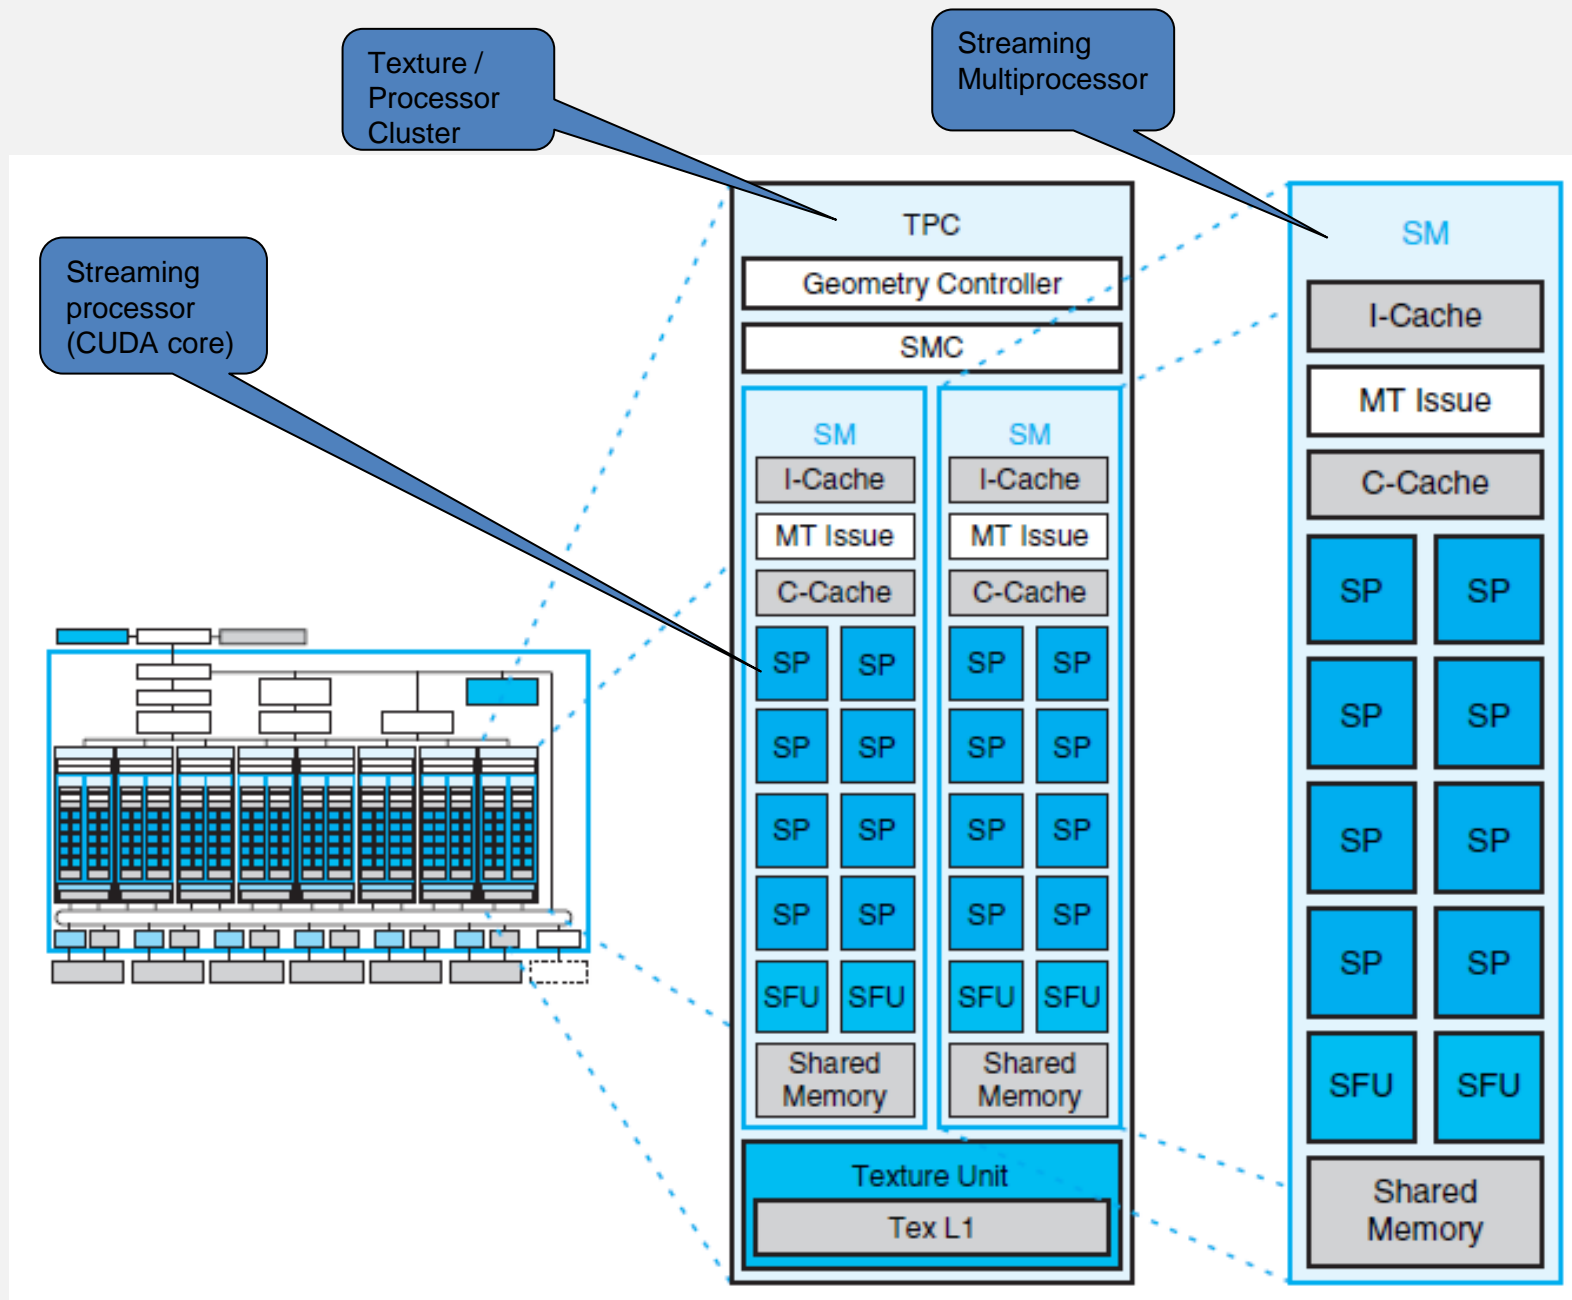 Texture /
Processor
Cluster
Streaming
Multiprocessor
Streaming
processor
(CUDA core)
TPC
Geometry Controller
SMC
SM
I-Cache
MT Issue
C-Cache
SP SP
SP SP
SP SP
SP SP
SFU SFU
Shared
Memory
SM
I-Cache
MT Issue
C-Cache
SP SP
SP SP
SP SP
SP SP
SFU SFU
Shared
Memory
Texture Unit
Tex L1
SM
I-Cache
MT Issue
C-Cache
SP SP
SP SP
SP SP
SP SP
SFU SFU
Shared
Memory